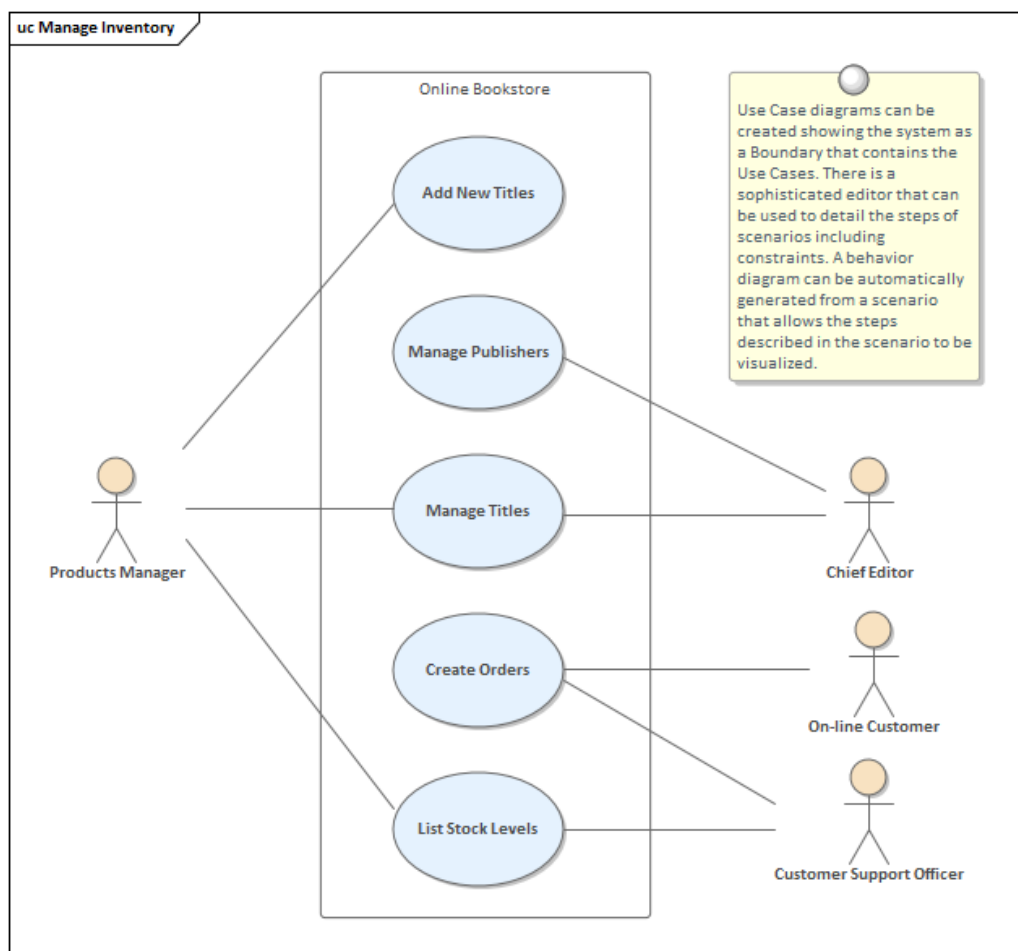 uc Manage Inventory
Online Bookstore
Add New Titles
Manage Publishers
Manage Titles
Create Orders
List Stock Levels
Products Manager
Use Case diagrams can be
created showing the system as
a Boundary that contains the
Use Cases. There is a
sophisticated editor that can
be used to detail the steps of
scenarios including
constraints. A behavior
diagram can be automatically
generated from a scenario
that allows the steps
described in the scenario to be
visualized.
Chief Editor
On-line Customer
Customer Support Officer